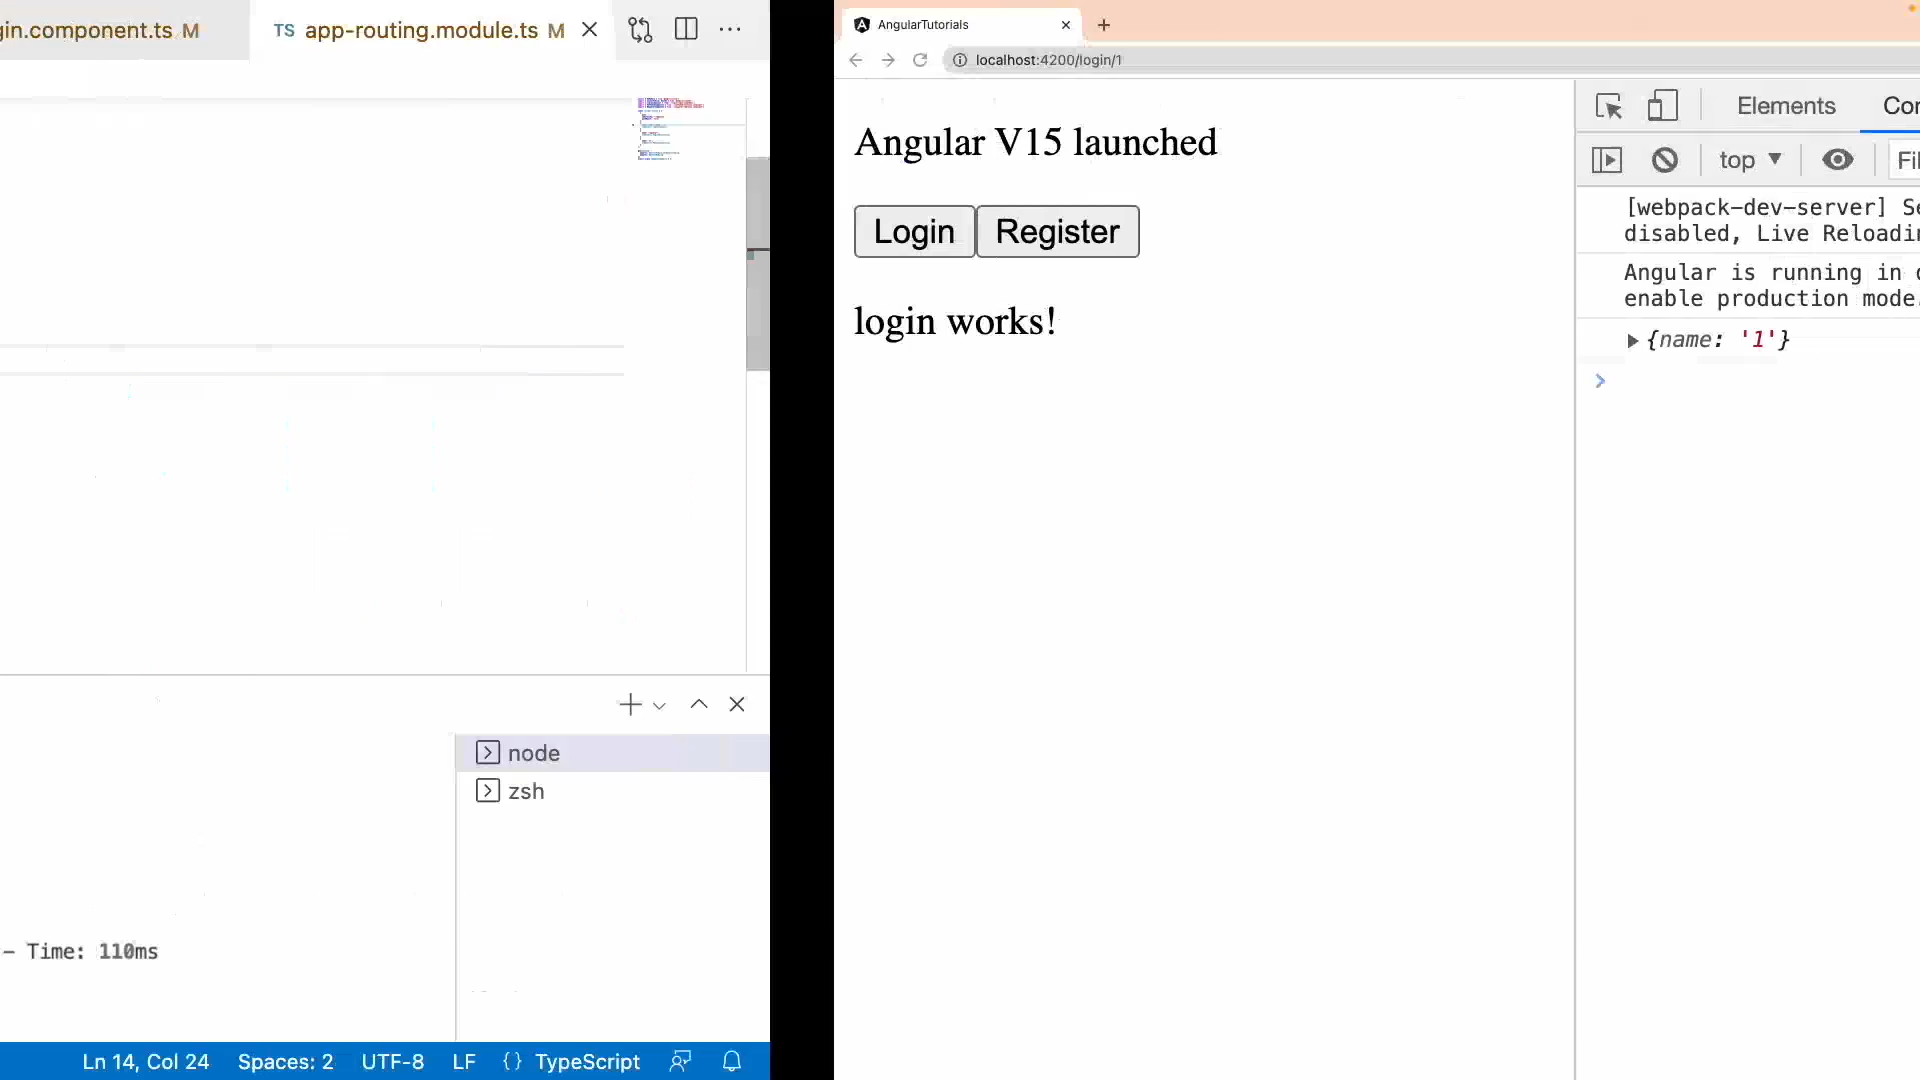 gin.component.ts M
TS app-routing.module.ts M
node
zsh
– Time: 110ms
Ln 14, Col 24 Spaces: 2 UTF-8 LF {} TypeScript
AngularTutorials
localhost:4200/login/1
Angular V15 launched
Login Register
login works!
Elements Con
top Fil
[webpack-dev-server] Se
disabled, Live Reloadin
Angular is running in d
enable production mode.
{name: '1'}